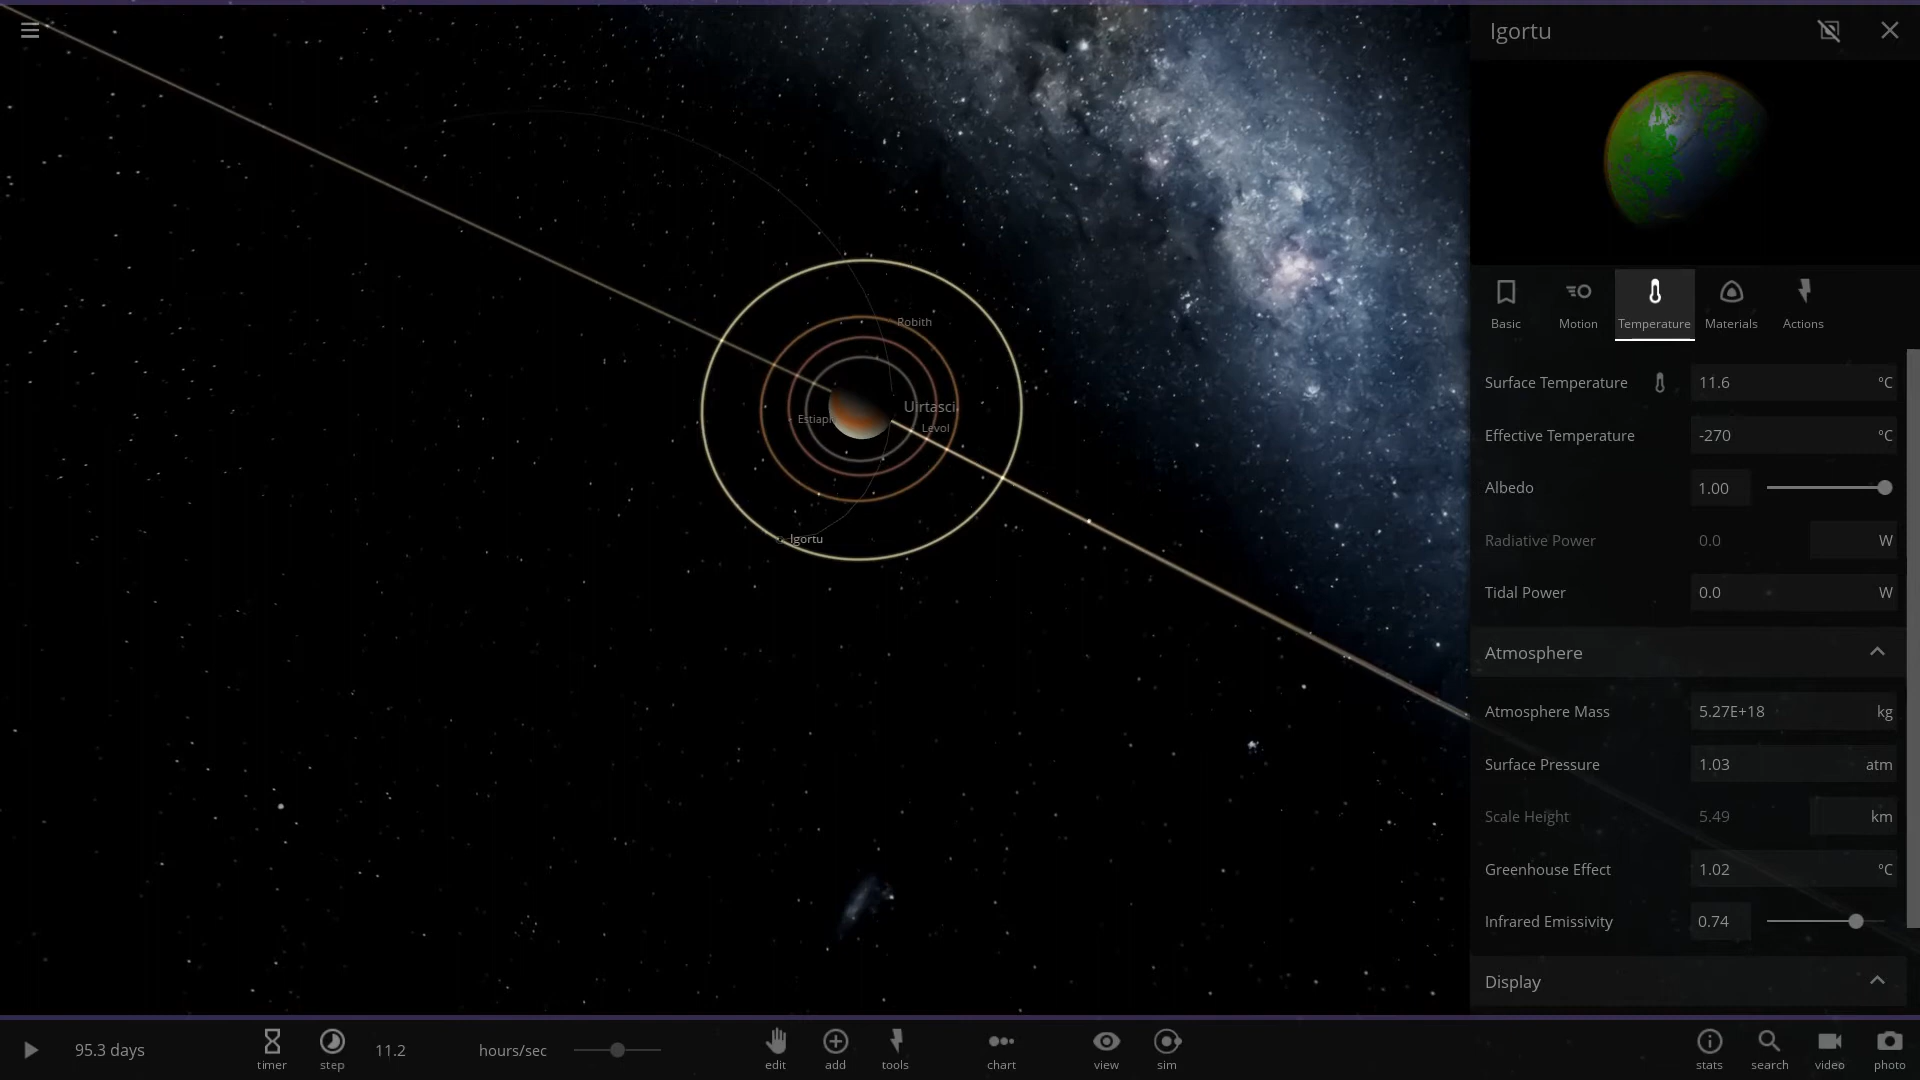 Igortu
Basic
Motion
Temperature
Materials
Actions
Surface Temperature 11.6 °C
Effective Temperature -270 °C
Albedo 1.00
Radiative Power 0.0 W
Tidal Power 0.0 W
Atmosphere
Atmosphere Mass 5.27E+18 kg
Surface Pressure 1.03 atm
Scale Height 5.49 km
Greenhouse Effect 1.02 °C
Infrared Emissivity 0.74
Display
Robith
Uirtasci
Levol
Igortu
95.3 days
timer
step
11.2
hours/sec
edit
add
tools
chart
view
sim
stats
search
video
photo